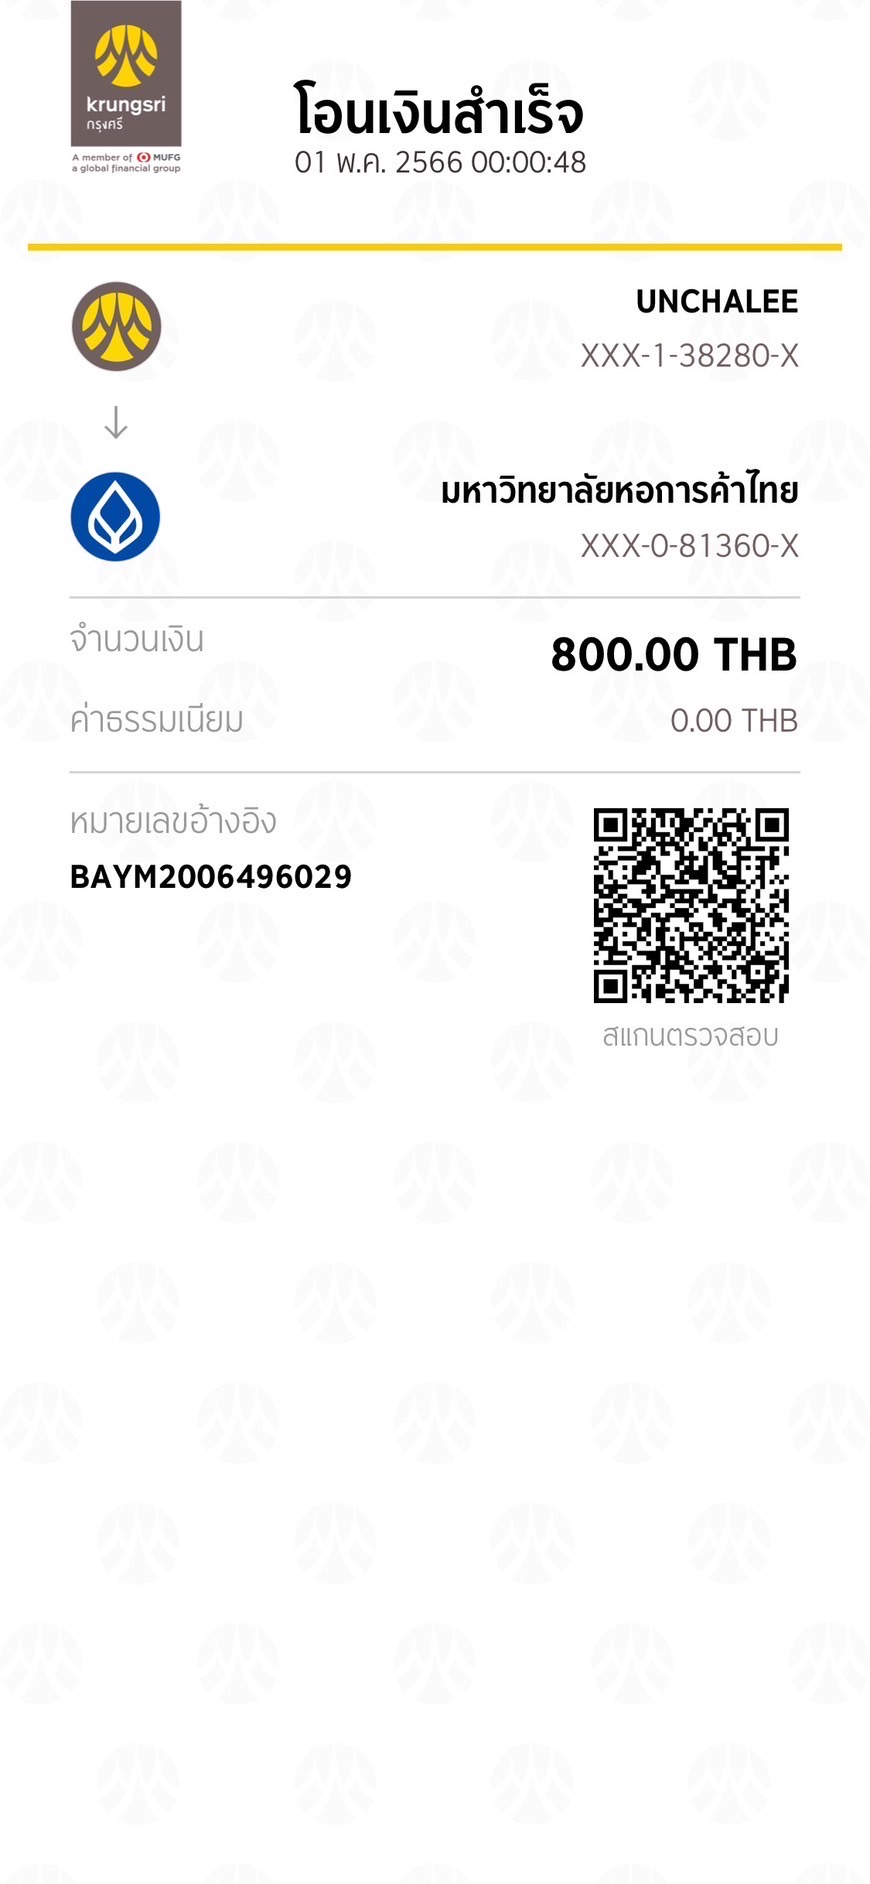 krungsri
กรุงศรี
A member of MUFG
a global financial group
โอนเงินสำเร็จ
01 พ.ค. 2566 00:00:48
UNCHALEE
XXX-1-38280-X
มหาวิทยาลัยหอการค้าไทย
XXX-0-81360-X
จำนวนเงิน
800.00 THB
ค่าธรรมเนียม
0.00 THB
หมายเลขอ้างอิง
BAYM2006496029
สแกนตรวจสอบ